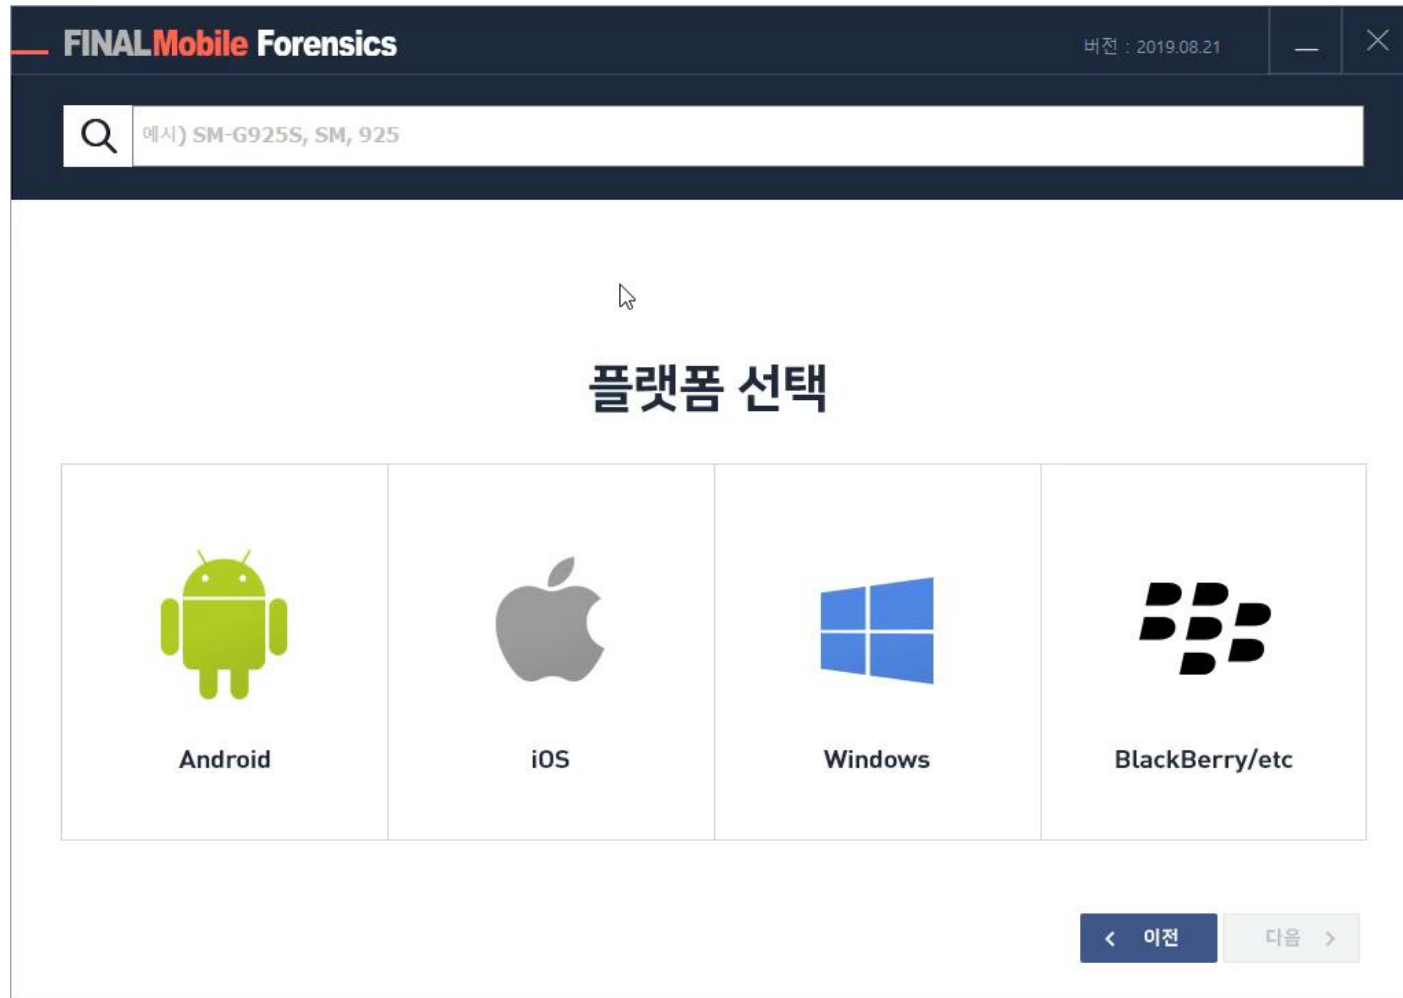 FINALMobile Forensics
버전 : 2019.08.21
예시) SM-G925S, SM, 925
플랫폼 선택
Android
iOS
Windows
BlackBerry/etc
이전
다음